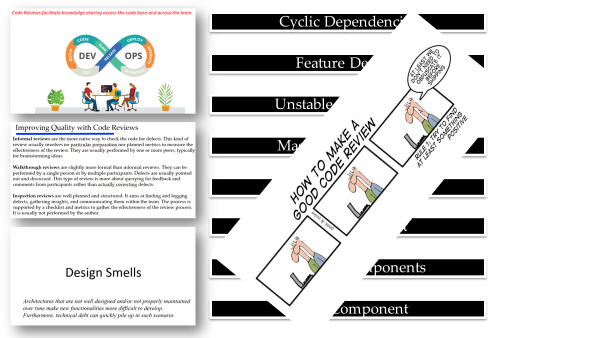 Code Reviews facilitate knowledge sharing across the code base and across the team.
CODE
DEPLOY
DEV
OPS
Improving Quality with Code Reviews
Informal reviews are the more naive way to check the code for defects. This kind of
review usually involves no particular preparation nor planned metrics to measure the
effectiveness of the review. They are usually performed by one or more peers, typically
for brainstorming ideas.
Walkthrough reviews are slightly more formal than informal reviews. They can be
performed by a single person or by multiple participants. Defects are usually pointed
out and discussed. This type of review is more about querying for feedback and
comments from participants rather than actually correcting defects.
Inspection reviews are well planned and structured. It aims at finding and logging
defects, gathering insights, and communicating them within the team. The process is
supported by a checklist and metrics to gather the effectiveness of the review process.
It is usually not performed by the author.
Design Smells
Architectures that are not well designed and/or not properly maintained
over time make new functionalities more difficult to develop.
Furthermore, technical debt can quickly pile up in such scenario.
Cyclic Dependenci
Feature De
Unstable
Ma
ponents
omponent
HOW TO MAKE A
GOOD CODE REVIEW
RULE 1: TRY TO FIND
AT LEAST SOMETHING
POSITIVE